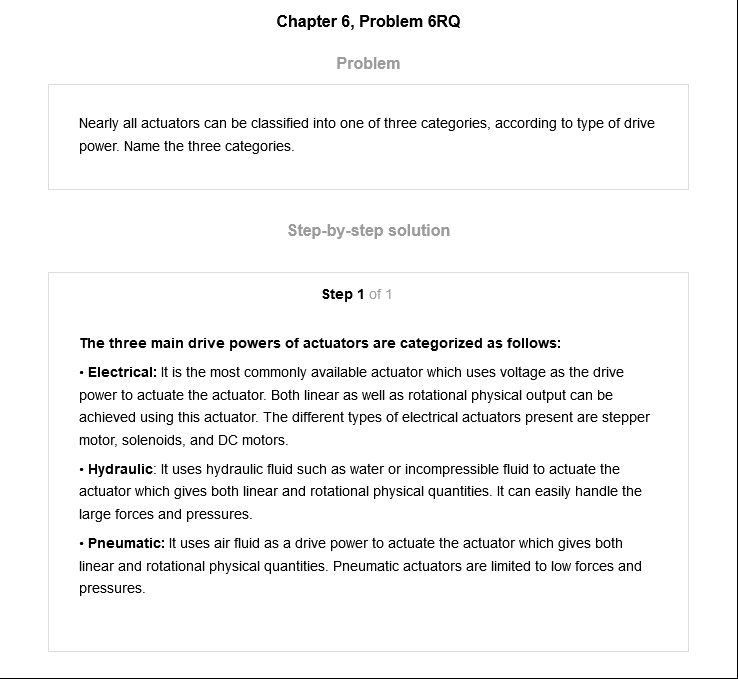 Chapter 6, Problem 6RQ
Problem
Nearly all actuators can be classified into one of three categories, according to type of drive
power. Name the three categories.
Step-by-step solution
Step 1 of 1
The three main drive powers of actuators are categorized as follows:
• Electrical: It is the most commonly available actuator which uses voltage as the drive
power to actuate the actuator. Both linear as well as rotational physical output can be
achieved using this actuator. The different types of electrical actuators present are stepper
motor, solenoids, and DC motors.
• Hydraulic: It uses hydraulic fluid such as water or incompressible fluid to actuate the
actuator which gives both linear and rotational physical quantities. It can easily handle the
large forces and pressures.
• Pneumatic: It uses air fluid as a drive power to actuate the actuator which gives both
linear and rotational physical quantities. Pneumatic actuators are limited to low forces and
pressures.